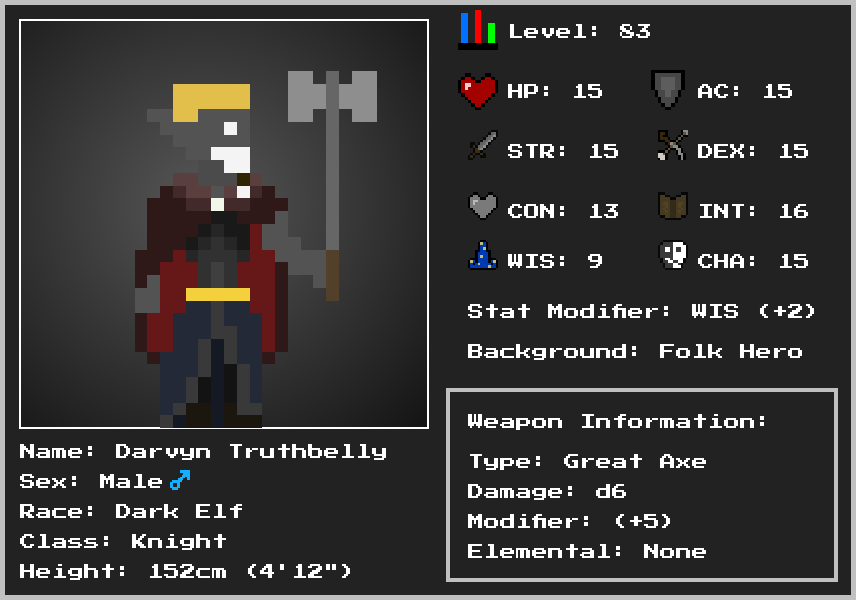 Level: 83
HP: 15
AC: 15
STR: 15
DEX: 15
CON: 13
INT: 16
WIS: 9
CHA: 15
Stat Modifier: WIS (+2)
Background: Folk Hero
Weapon Information:
Type: Great Axe
Damage: d6
Modifier: (+5)
Elemental: None
Name: Darvyn Truthbelly
Sex: Male ♂
Race: Dark Elf
Class: Knight
Height: 152cm (4'12")